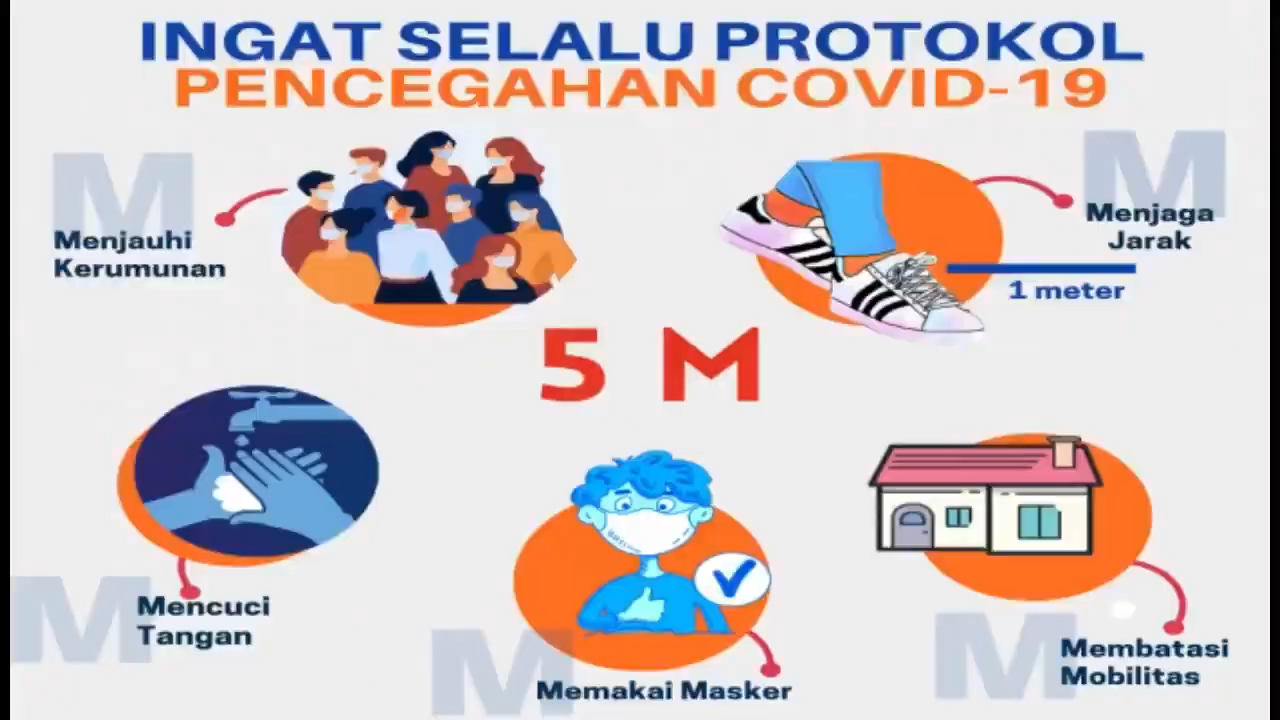 INGAT SELALU PROTOKOL
PENCEGAHAN COVID-19
M
Menjauhi
Kerumunan
M
Menjaga
Jarak
1 meter
5 M
M
Mencuci
Tangan
M
Memakai Masker
M
Membatasi
Mobilitas